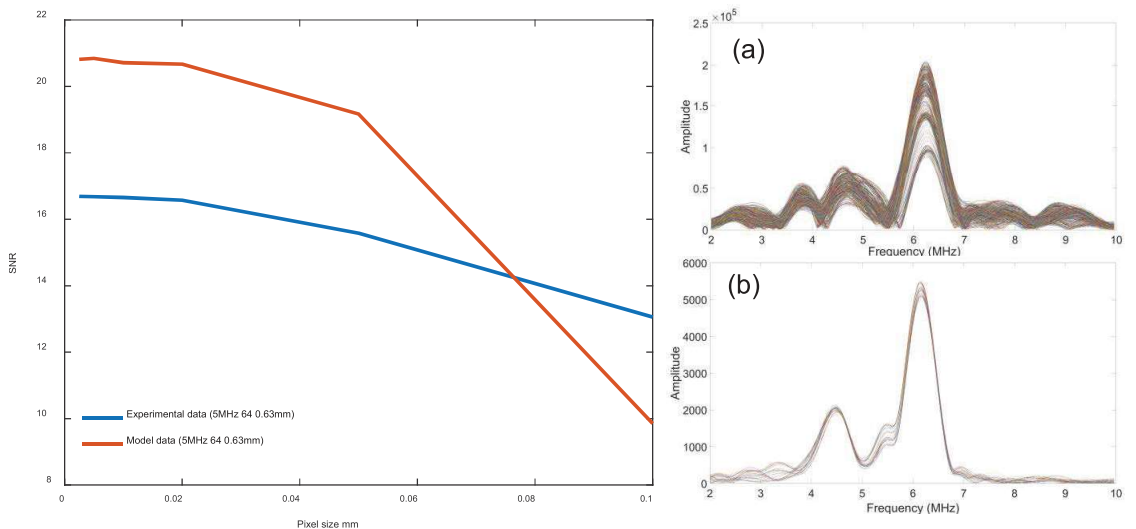 22
20
18
16
14
12
10
8
SNR
0
0.02
0.04
0.06
0.08
0.1
Pixel size mm
Experimental data (5MHz 64 0.63mm)
Model data (5MHz 64 0.63mm)
×10⁵
2.5
2
1.5
1
0.5
0
Amplitude
(a)
2 3 4 5 6 7 8 9 10
Frequency (MHz)
6000
5000
4000
3000
2000
1000
0
Amplitude
(b)
2 3 4 5 6 7 8 9 10
Frequency (MHz)